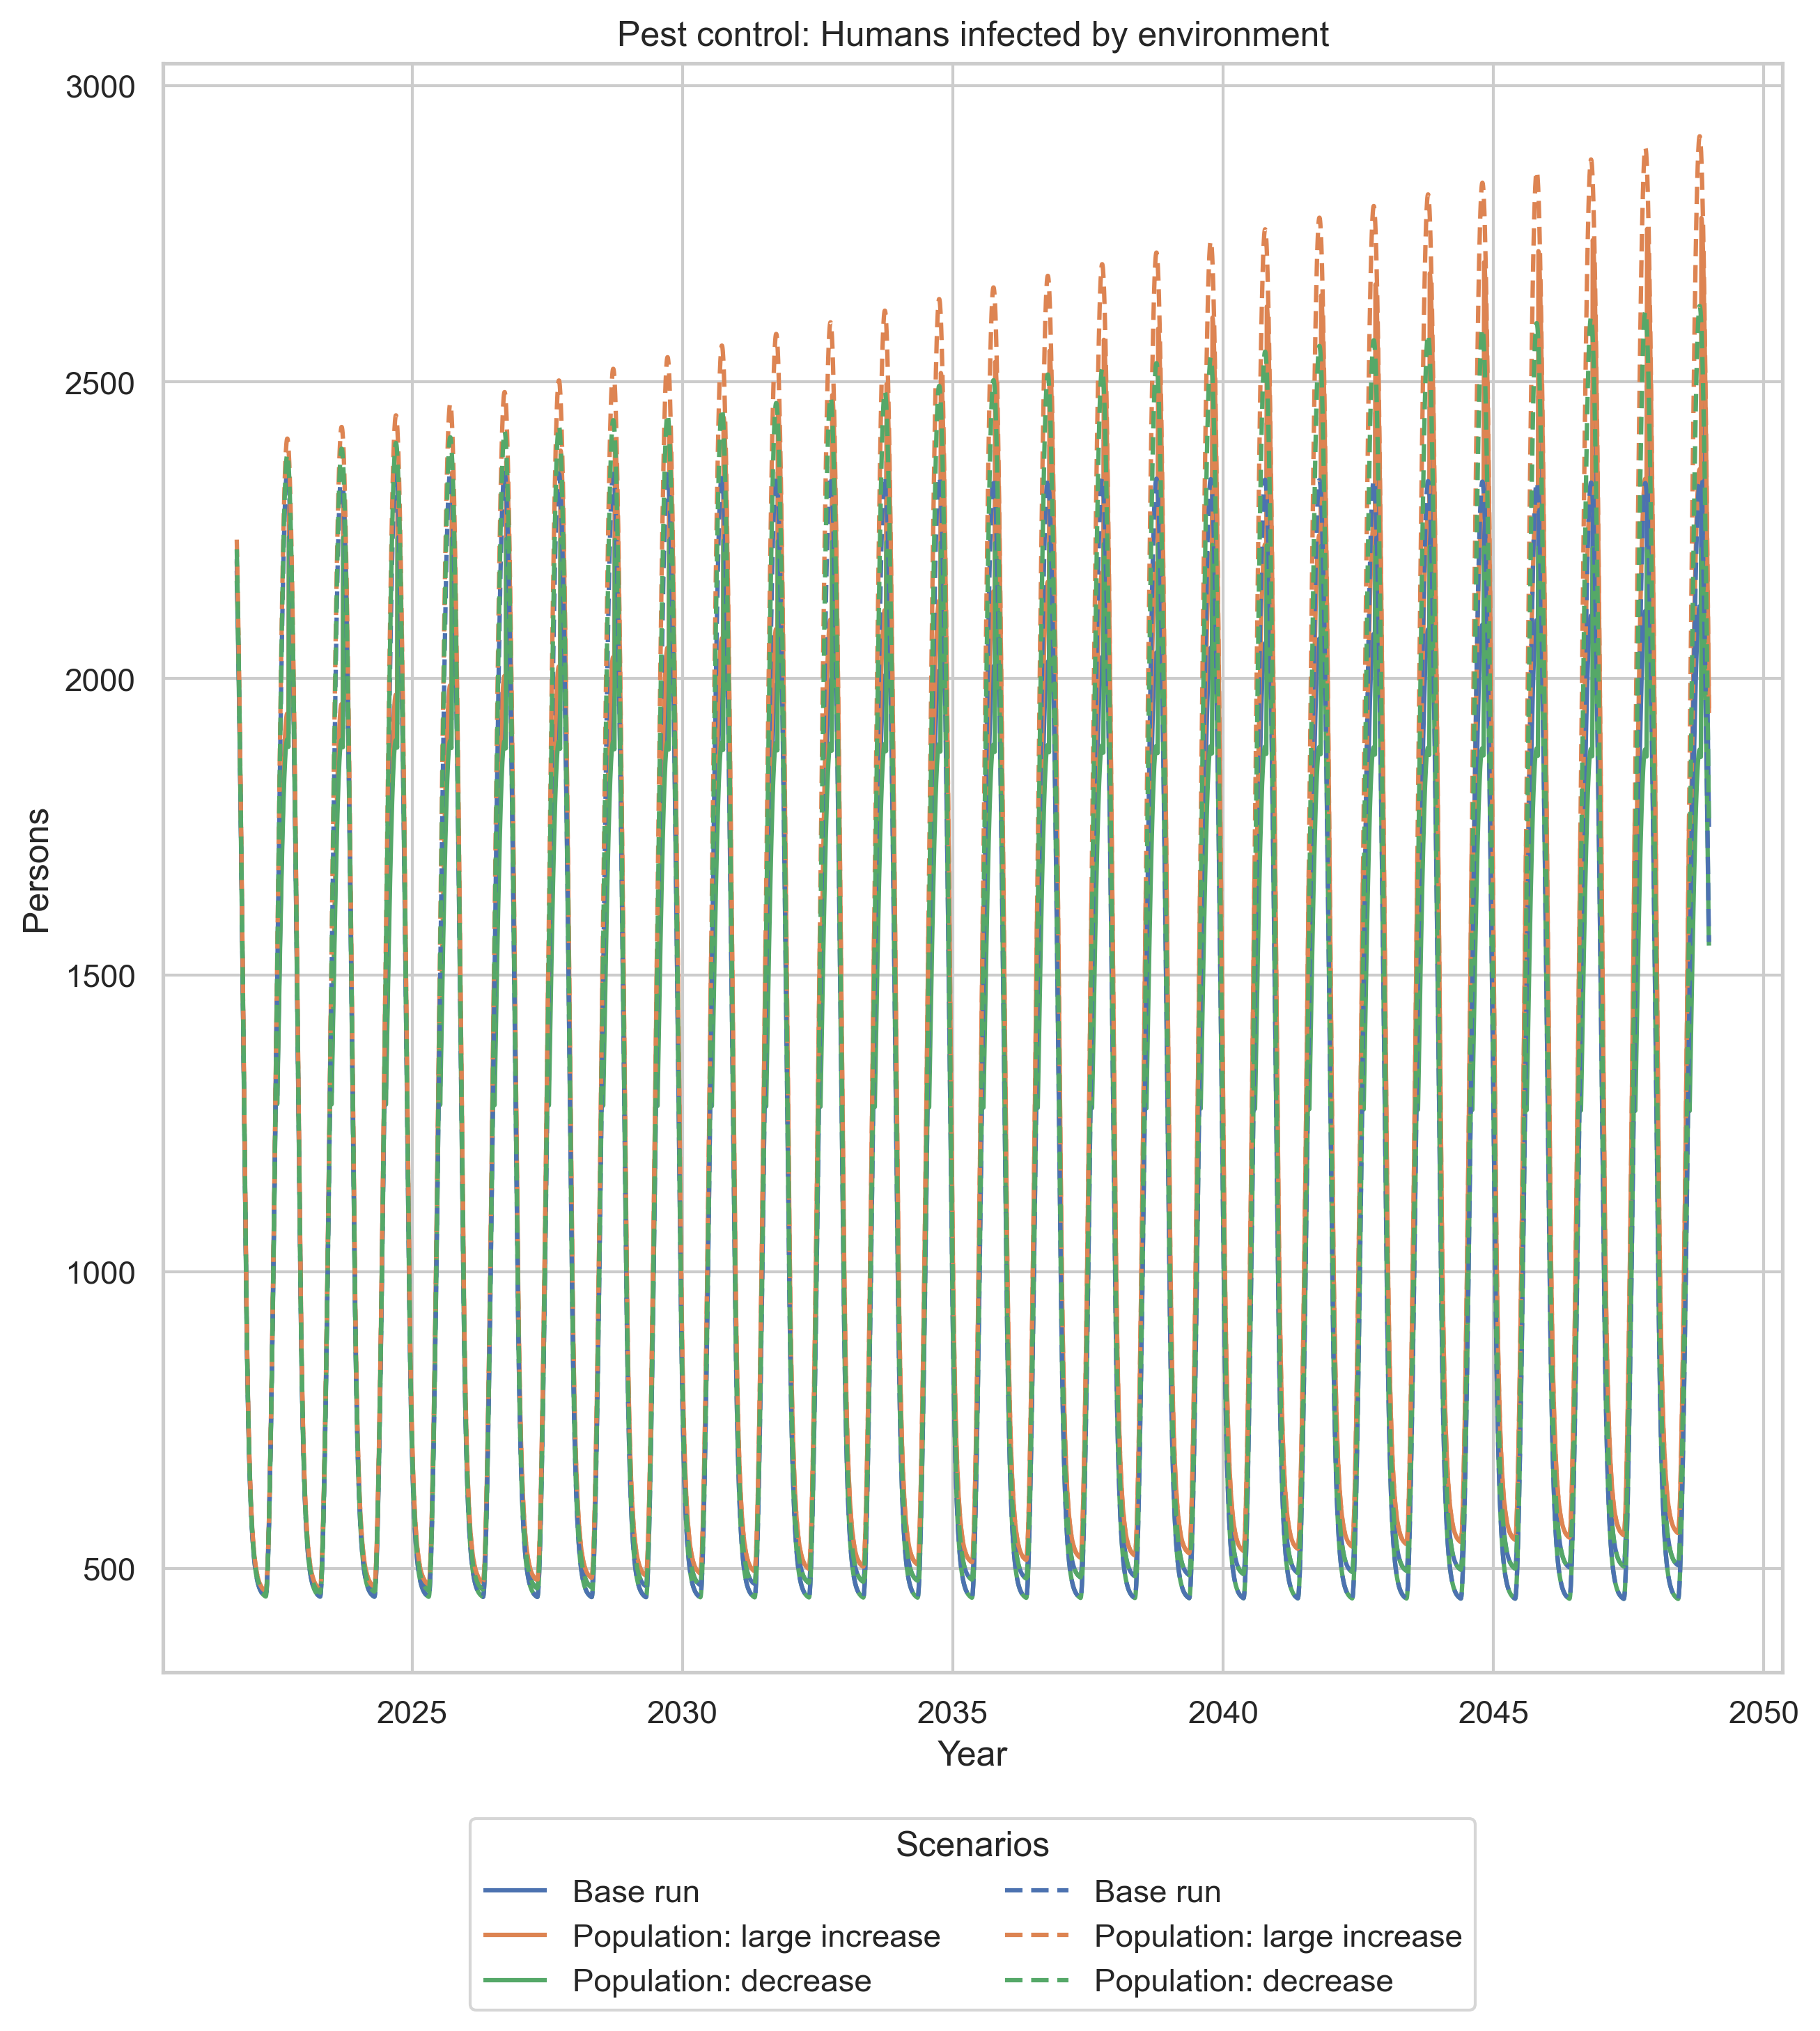 Pest control: Humans infected by environment
3000
2500
2000
1500
1000
500
Persons
2025
2030
2035
2040
2045
2050
Year
Scenarios
Base run
Population: large increase
Population: decrease
Base run
Population: large increase
Population: decrease